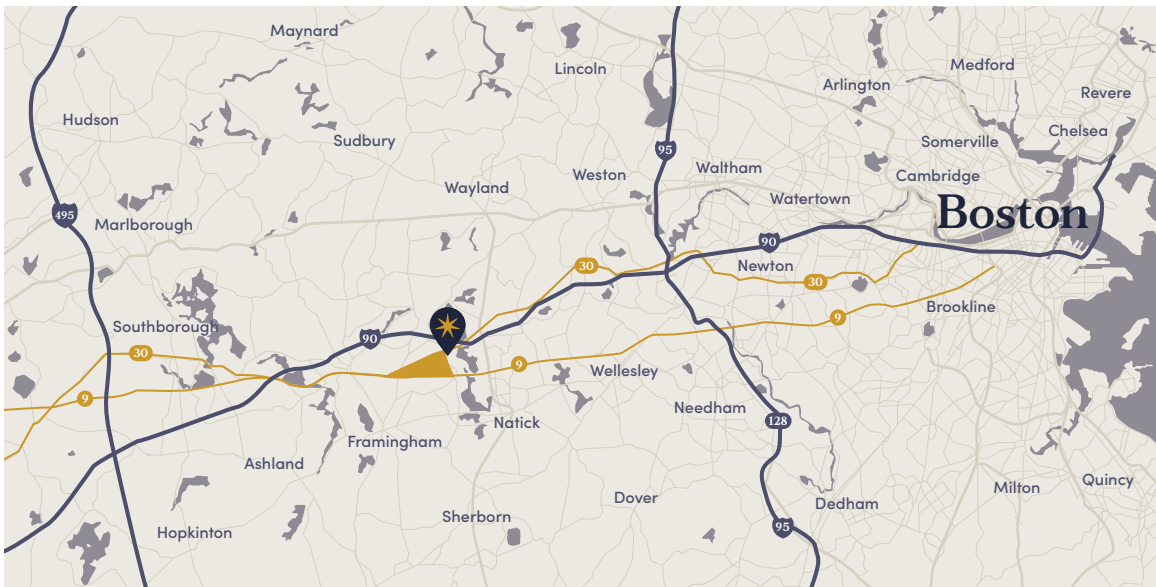 Maynard
Lincoln
Medford
Arlington
Revere
Hudson
Chelsea
Sudbury
Somerville
95
Waltham
Weston
Cambridge
Wayland
Watertown
495
Boston
Marlborough
90
30
Newton
30
Brookline
9
Southborough
90
30
9
Wellesley
9
Needham
128
Natick
Framingham
Ashland
Quincy
Milton
Dover
Dedham
Sherborn
95
Hopkinton